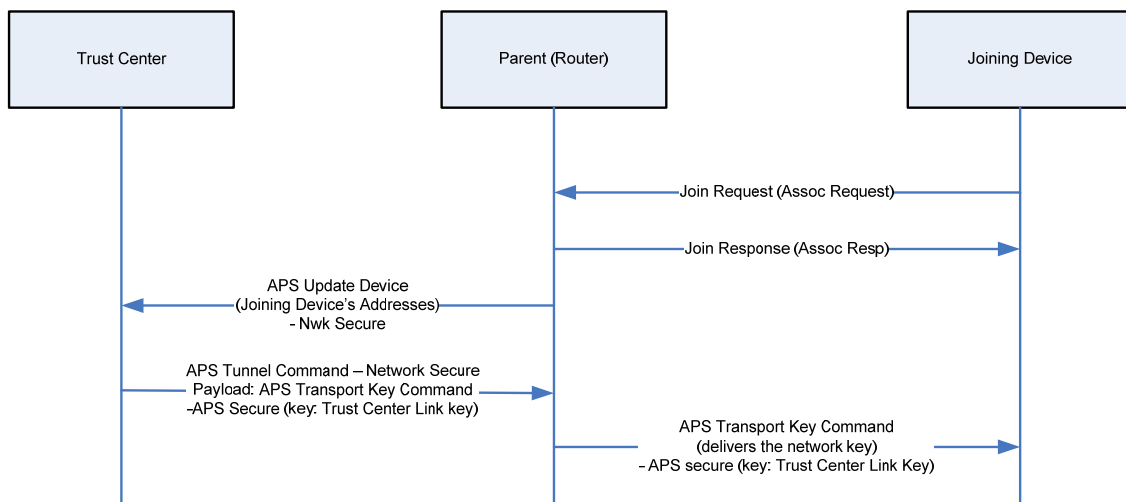 Trust Center
Parent (Router)
Joining Device
Join Request (Assoc Request)
Join Response (Assoc Resp)
APS Update Device
(Joining Device's Addresses)
- Nwk Secure
APS Tunnel Command – Network Secure
Payload: APS Transport Key Command
–APS Secure (key: Trust Center Link key)
APS Transport Key Command
(delivers the network key)
- APS secure (key: Trust Center Link Key)